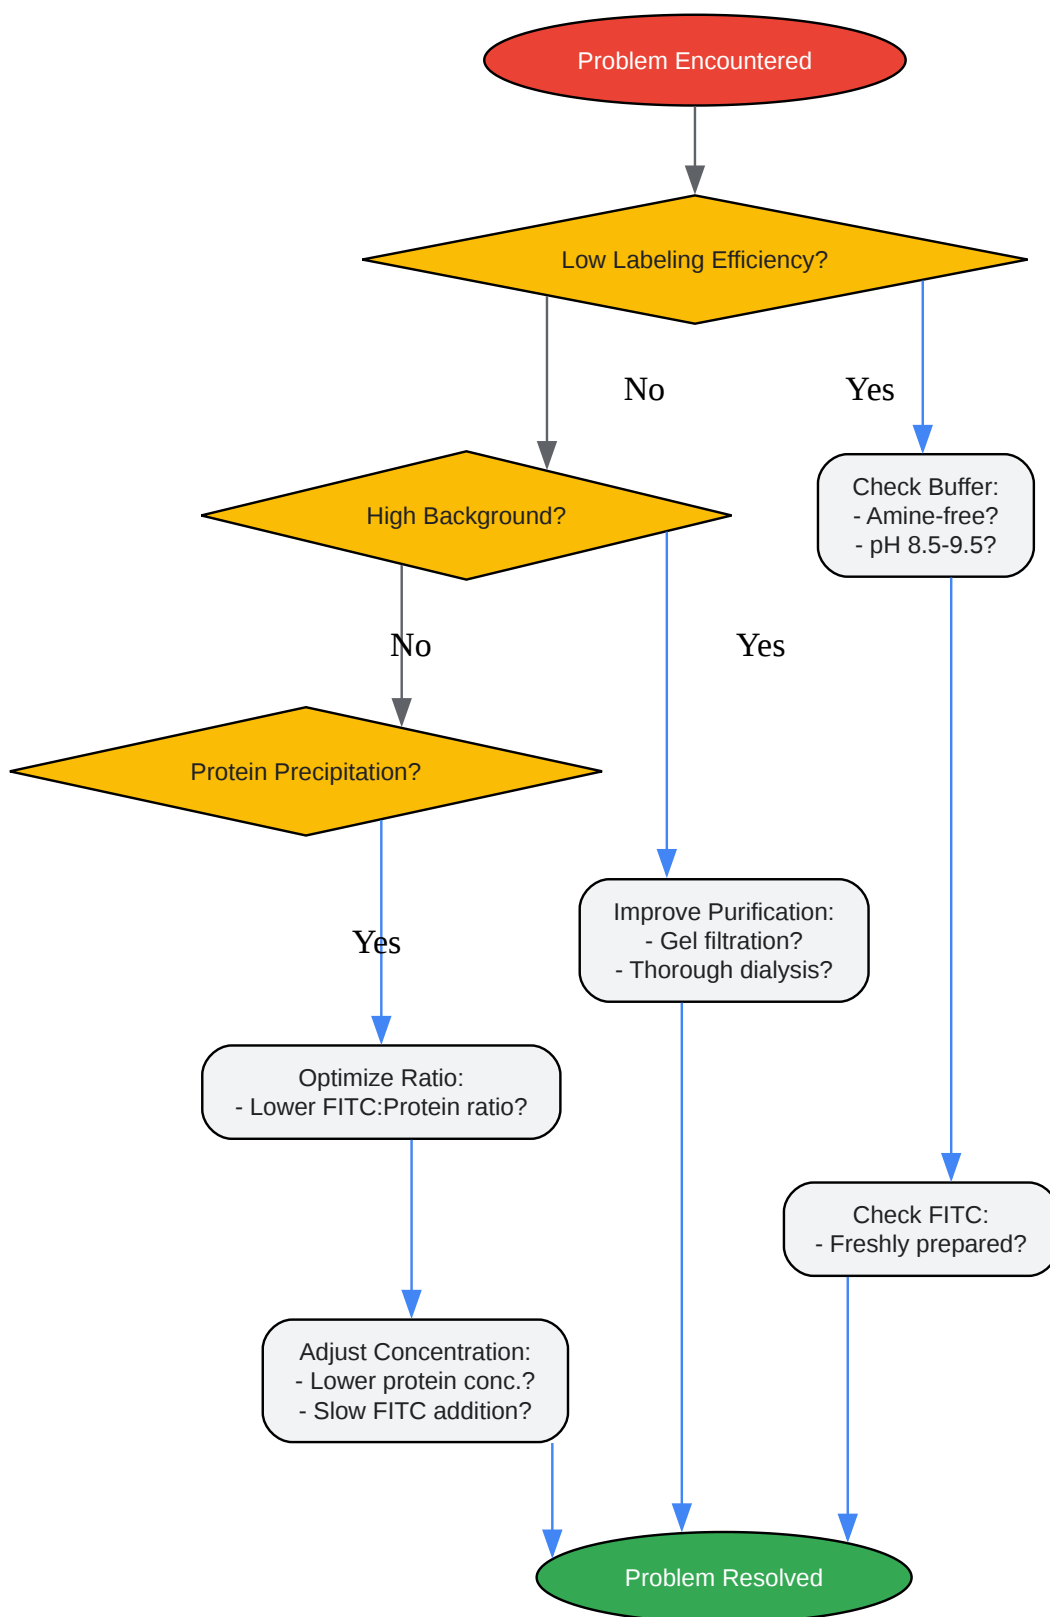 Problem Encountered
Low Labeling Efficiency?
No
Yes
High Background?
Check Buffer:
- Amine-free?
- pH 8.5-9.5?
No
Yes
Protein Precipitation?
Yes
Improve Purification:
- Gel filtration?
- Thorough dialysis?
Optimize Ratio:
- Lower FITC:Protein ratio?
Check FITC:
- Freshly prepared?
Adjust Concentration:
- Lower protein conc.?
- Slow FITC addition?
Problem Resolved